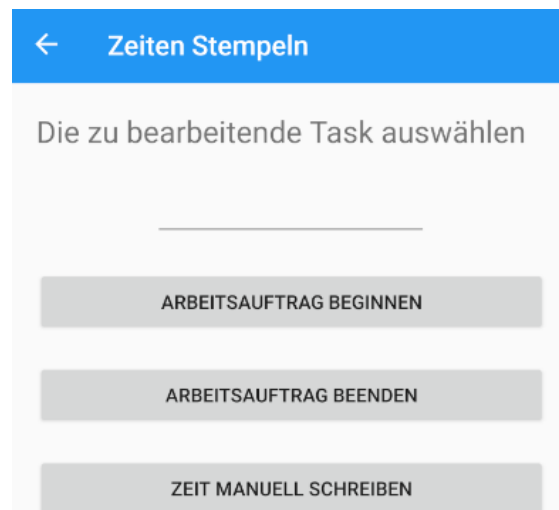 Zeiten Stempeln
Die zu bearbeitende Task auswählen
ARBEITSAUFTRAG BEGINNEN
ARBEITSAUFTRAG BEENDEN
ZEIT MANUELL SCHREIBEN